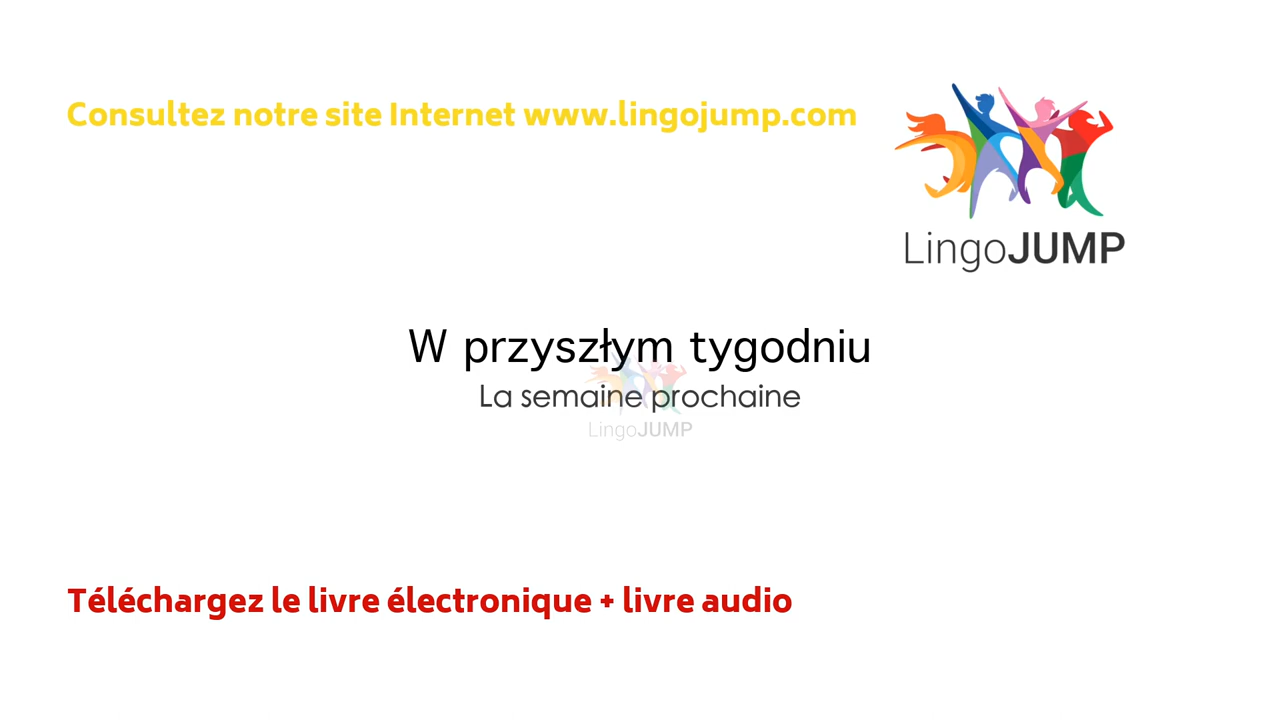 Consultez notre site Internet www.lingojump.com
LingoJUMP
W przyszłym tygodniu
La semaine prochaine
LingoJUMP
Téléchargez le livre électronique + livre audio